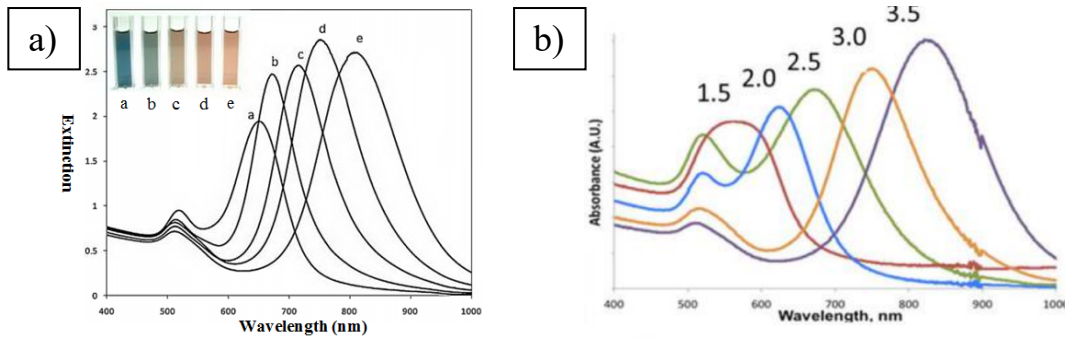 a)
Extinction
3
2.5
2
1.5
1
0.5
0
a b c d e
a
b
c
d
e
400 500 600 700 800 900 1000
Wavelength (nm)
b)
Absorbance (A.U.)
1.5
2.0
2.5
3.0
3.5
400 500 600 700 800 900 1000
Wavelength, nm